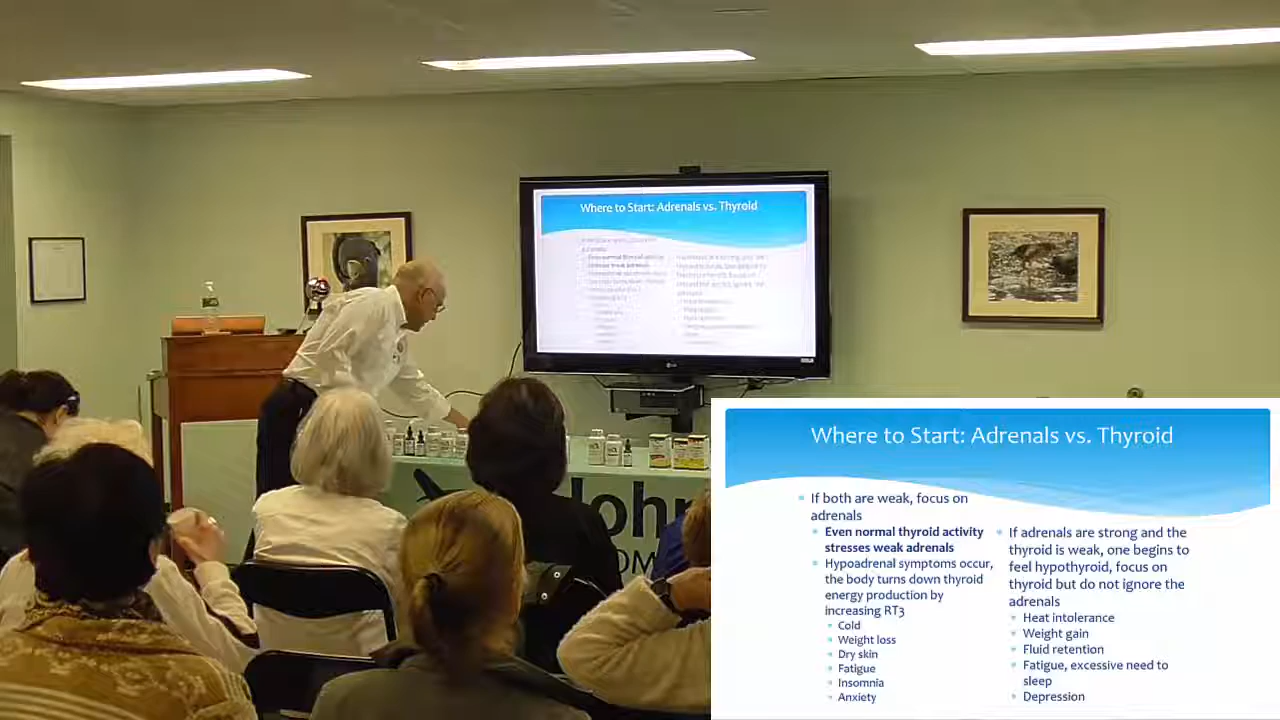 Where to Start: Adrenals vs. Thyroid
Where to Start: Adrenals vs. Thyroid
If both are weak, focus on
adrenals
Even normal thyroid activity
stresses weak adrenals
Hypoadrenal symptoms occur,
the body turns down thyroid
energy production by
increasing RT3
Cold
Weight loss
Dry skin
Fatigue
Insomnia
Anxiety
If adrenals are strong and the
thyroid is weak, one begins to
feel hypothyroid, focus on
thyroid but do not ignore the
adrenals
Heat intolerance
Weight gain
Fluid retention
Fatigue, excessive need to
sleep
Depression